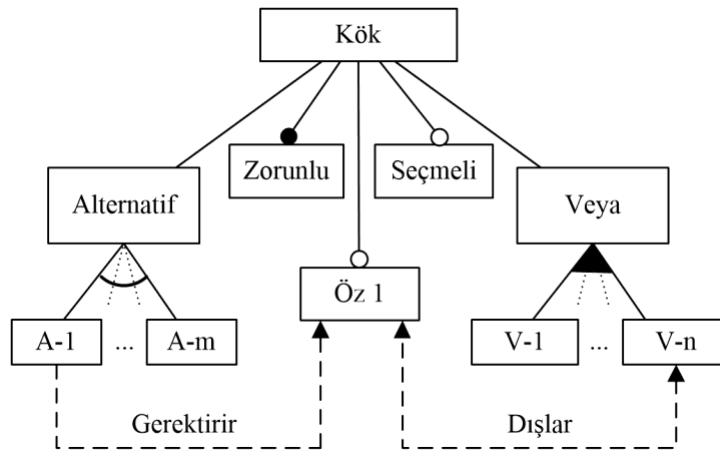 Kök
Zorunlu
Seçmeli
Alternatif
Veya
Öz 1
A-1
...
A-m
V-1
...
V-n
Gerektirir
Dışlar